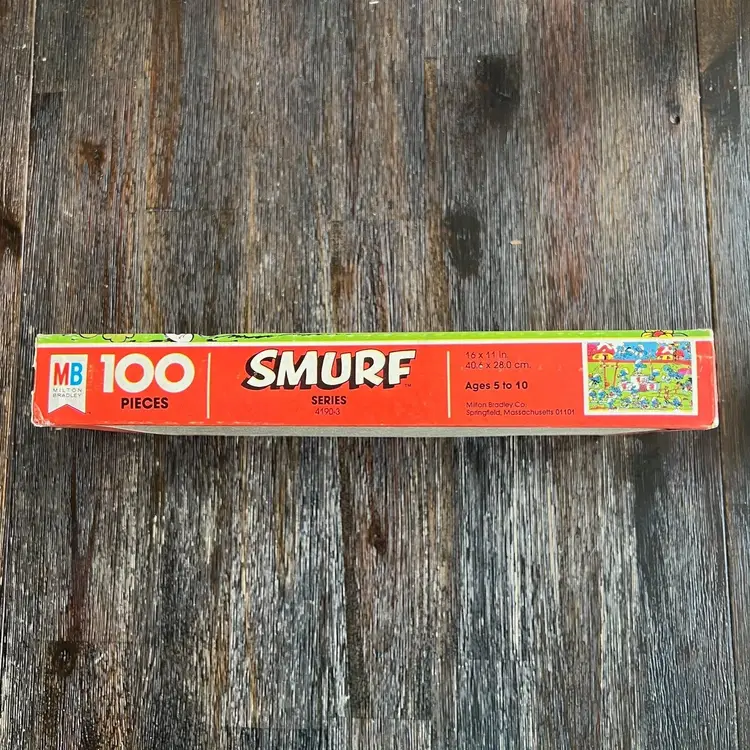 MB
MILTON
BRADLEY
100
PIECES
SMURF™
SERIES
4190-3
16 x 11 in.
40.6 x 28.0 cm.
Ages 5 to 10
Milton Bradley Co.
Springfield, Massachusetts 01101